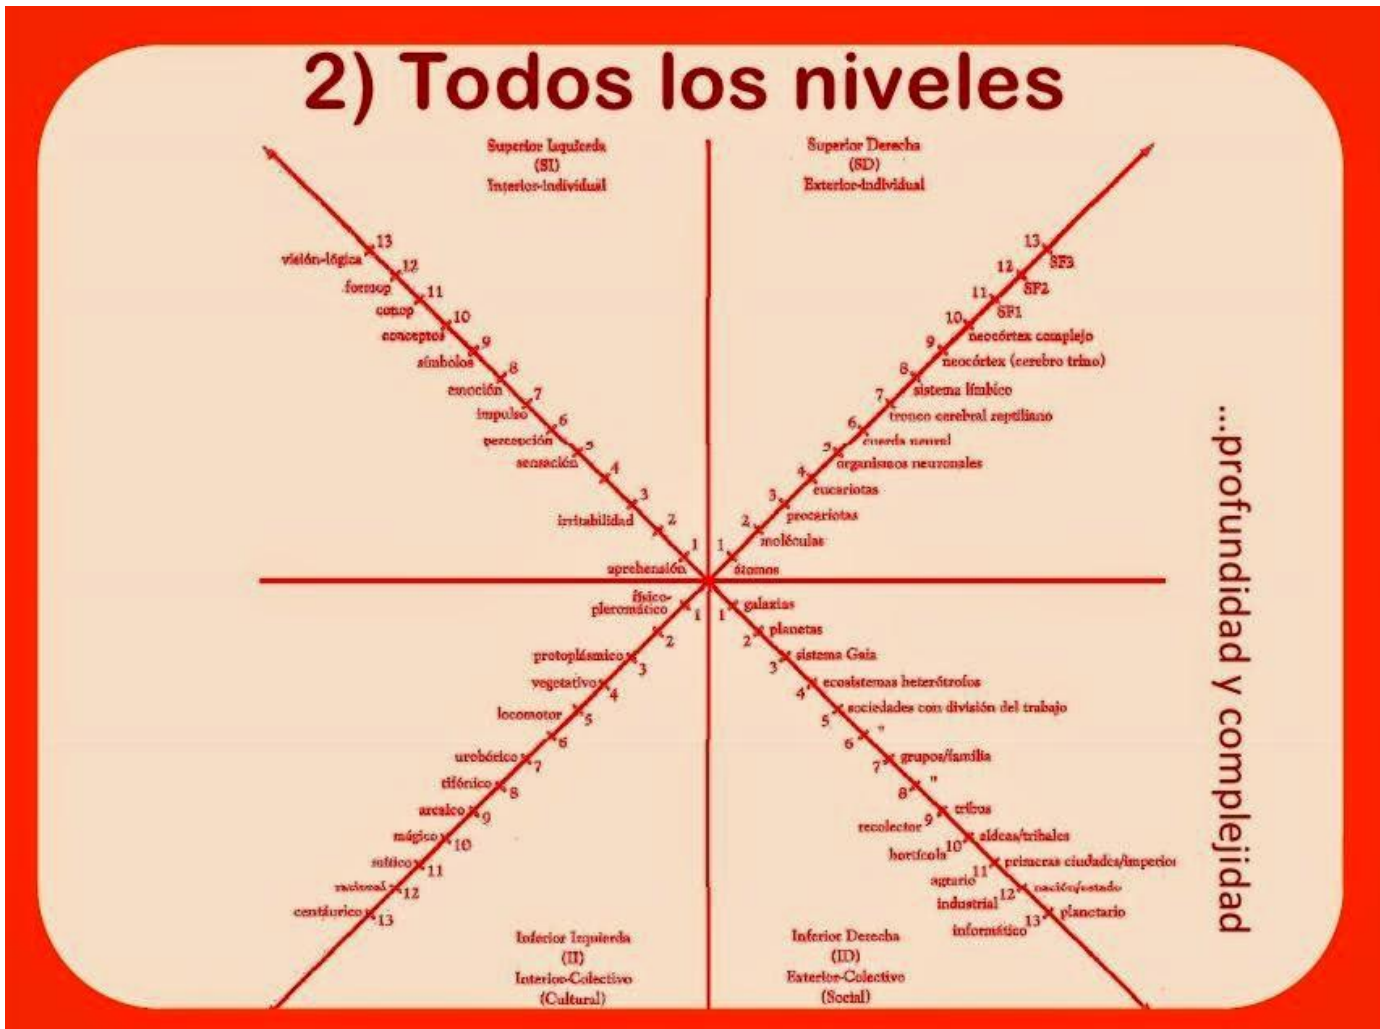 2) Todos los niveles
Superior Izquierda
(SI)
Interior-Individual
Superior Derecha
(SD)
Exterior-Individual
13
visión-lógica
12
formop
11
conop
10
conceptos
9
símbolos
8
emoción
7
impulso
6
percepción
5
sensación
4
3
irritabilidad
2
1
aprehensión
13
SF3
12
SF2
11
SF1
10
neocórtex complejo
9
neocórtex (cerebro trino)
8
sistema límbico
7
tronco cerebral reptiliano
6
cuerda neural
5
organismos neuronales
4
eucariotas
3
procariotas
2
moléculas
1
átomos
físico-
pleromático
1
2
protoplásmico
3
vegetativo
4
locomotor
5
6
urobórico
7
tifónico
8
arcaico
9
mágico
10
mítico
11
racional
12
centáurico
13
Inferior Izquierda
(II)
Interior-Colectivo
(Cultural)
1
galaxias
2
planetas
3
sistema Gaia
4
ecosistemas heterótrofos
5
sociedades con división del trabajo
6
"
7
grupos/familia
8
"
9
tribus
recolector
10
aldeas/tribales
hortícola
11
primeras ciudades/imperios
agrario
12
nación/estado
industrial
13
planetario
informático
Inferior Derecha
(ID)
Exterior-Colectivo
(Social)
...profundidad y complejidad